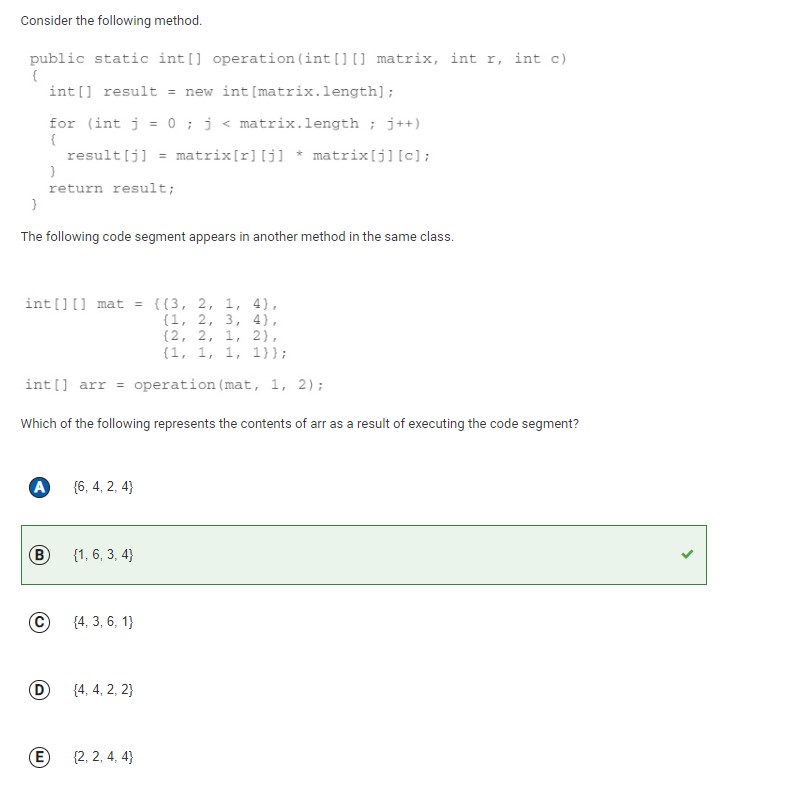 Consider the following method.
public static int[] operation(int[][] matrix, int r, int c)
{
int[] result = new int[matrix.length];
for (int j = 0 ; j < matrix.length ; j++)
{
result[j] = matrix[r][j] * matrix[j][c];
}
return result;
}
The following code segment appears in another method in the same class.
int[][] mat = {{3, 2, 1, 4},
{1, 2, 3, 4},
{2, 2, 1, 2},
{1, 1, 1, 1}};
int[] arr = operation(mat, 1, 2);
Which of the following represents the contents of arr as a result of executing the code segment?
A {6, 4, 2, 4}
B {1, 6, 3, 4}
C {4, 3, 6, 1}
D {4, 4, 2, 2}
E {2, 2, 4, 4}